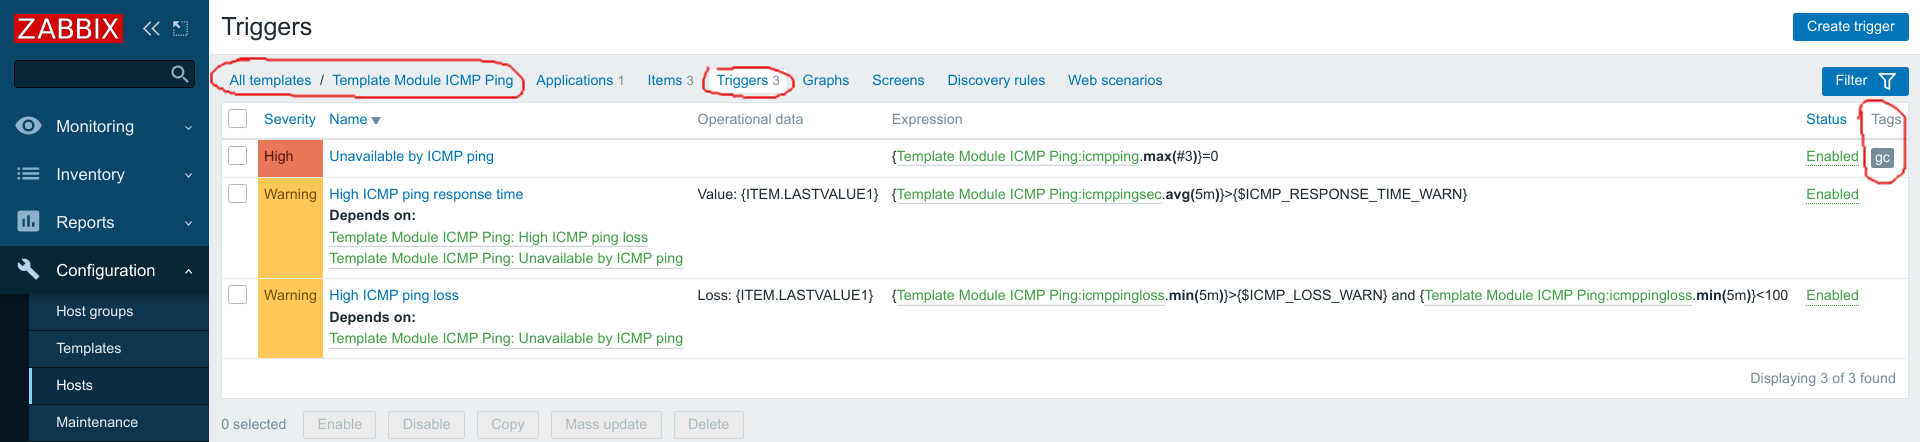 ZABBIX
Triggers
Create trigger
All templates / Template Module ICMP Ping Applications 1 Items 3 Triggers 3 Graphs Screens Discovery rules Web scenarios
Filter
Monitoring
Inventory
Reports
Configuration
Host groups
Templates
Hosts
Maintenance
Severity Name Operational data Expression Status Tags
High Unavailable by ICMP ping {Template Module ICMP Ping:icmpping.max(#3)}=0 Enabled gc
Warning High ICMP ping response time Value: {ITEM.LASTVALUE1} {Template Module ICMP Ping:icmppingsec.avg(5m)}>{$ICMP_RESPONSE_TIME_WARN} Enabled
Depends on:
Template Module ICMP Ping: High ICMP ping loss
Template Module ICMP Ping: Unavailable by ICMP ping
Warning High ICMP ping loss Loss: {ITEM.LASTVALUE1} {Template Module ICMP Ping:icmppingloss.min(5m)}>{$ICMP_LOSS_WARN} and {Template Module ICMP Ping:icmppingloss.min(5m)}<100 Enabled
Depends on:
Template Module ICMP Ping: Unavailable by ICMP ping
Displaying 3 of 3 found
0 selected Enable Disable Copy Mass update Delete